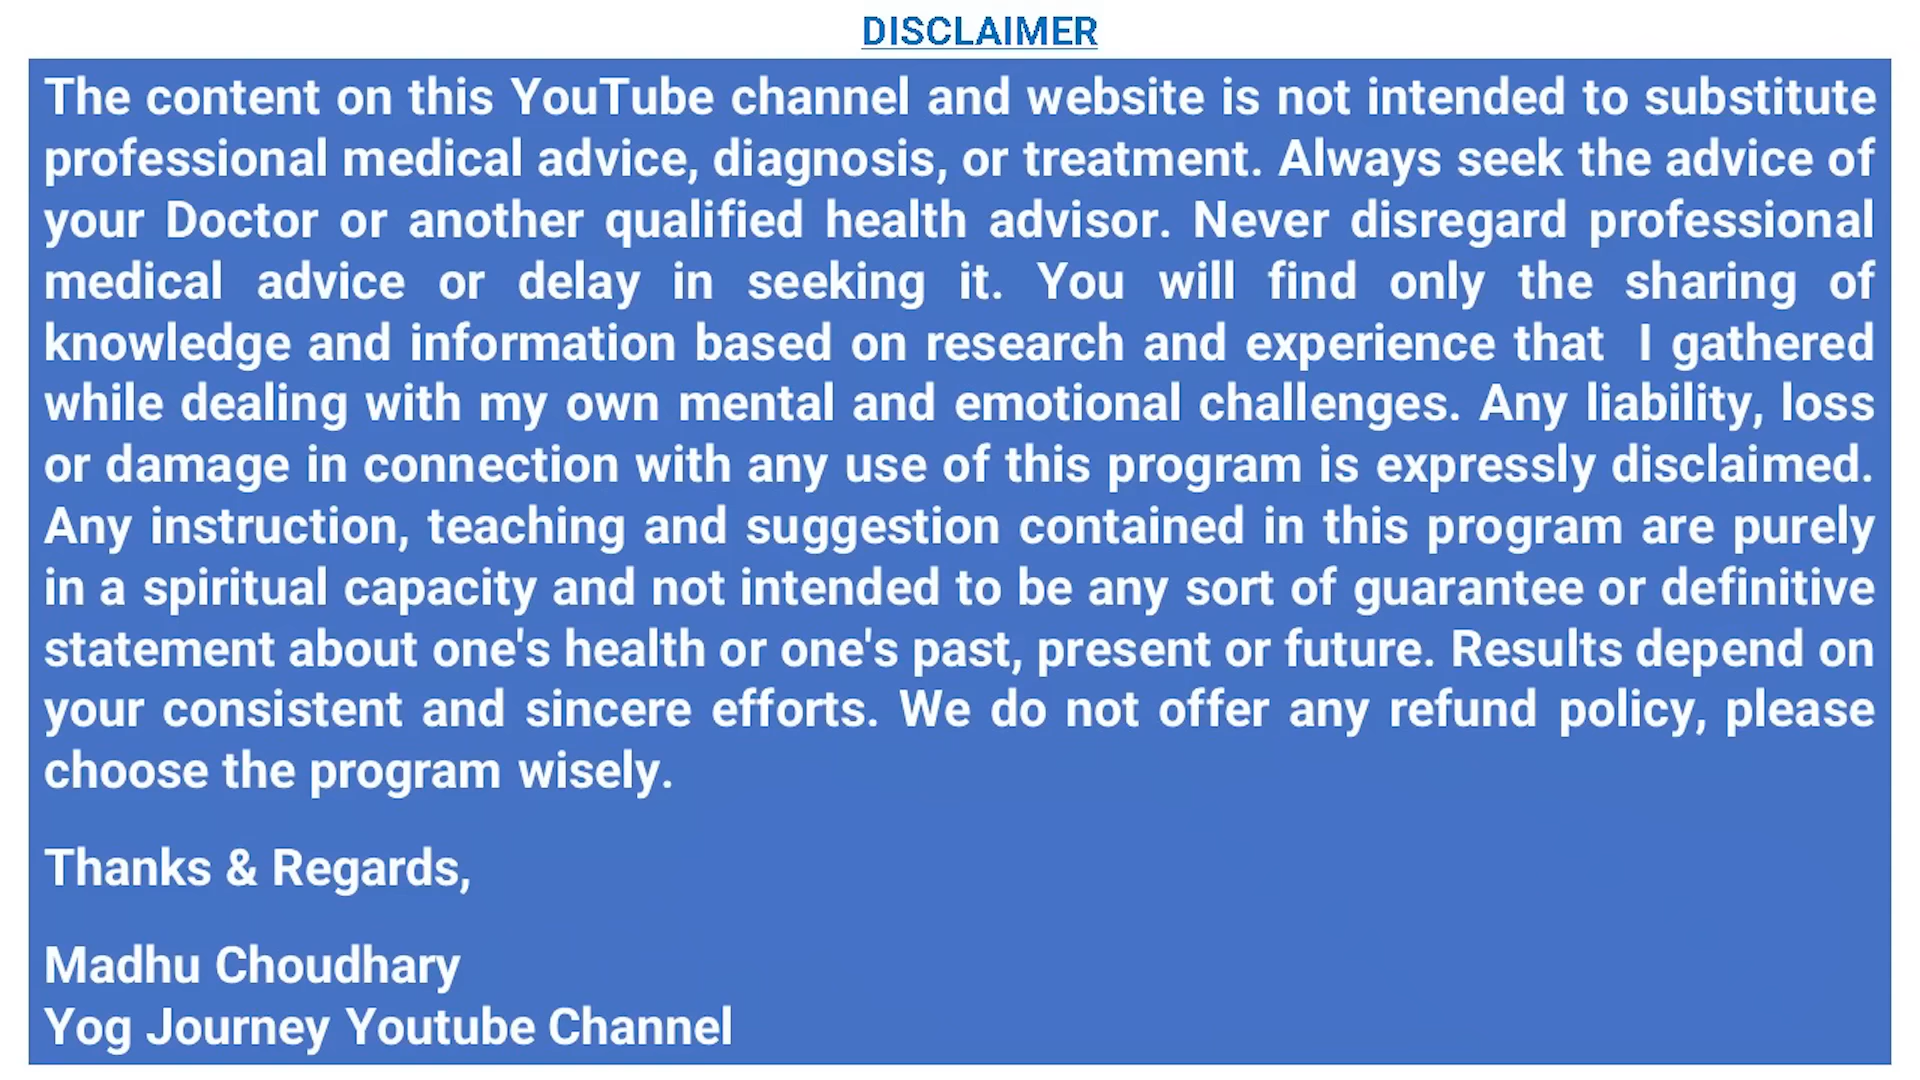 DISCLAIMER
The content on this YouTube channel and website is not intended to substitute
professional medical advice, diagnosis, or treatment. Always seek the advice of
your Doctor or another qualified health advisor. Never disregard professional
medical advice or delay in seeking it. You will find only the sharing of
knowledge and information based on research and experience that I gathered
while dealing with my own mental and emotional challenges. Any liability, loss
or damage in connection with any use of this program is expressly disclaimed.
Any instruction, teaching and suggestion contained in this program are purely
in a spiritual capacity and not intended to be any sort of guarantee or definitive
statement about one's health or one's past, present or future. Results depend on
your consistent and sincere efforts. We do not offer any refund policy, please
choose the program wisely.
Thanks & Regards,
Madhu Choudhary
Yog Journey Youtube Channel